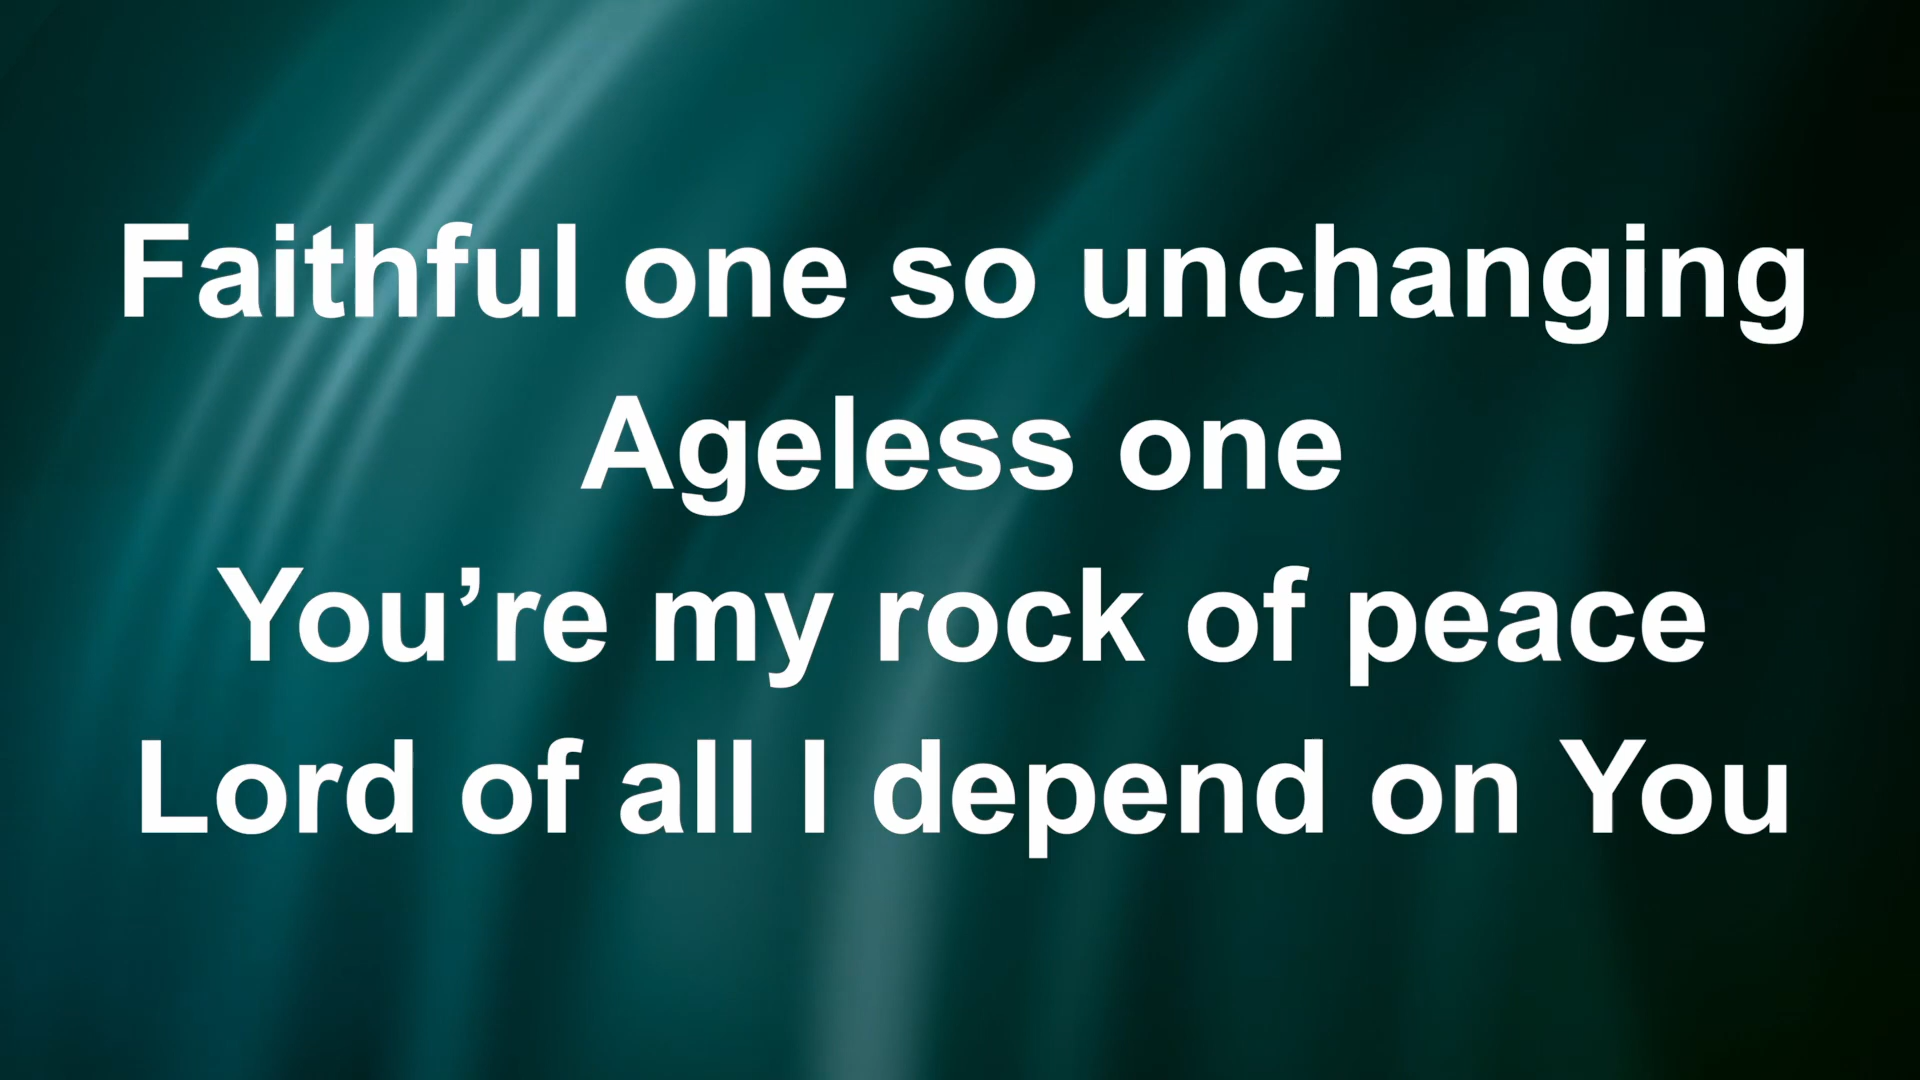 Faithful one so unchanging
Ageless one
You’re my rock of peace
Lord of all I depend on You